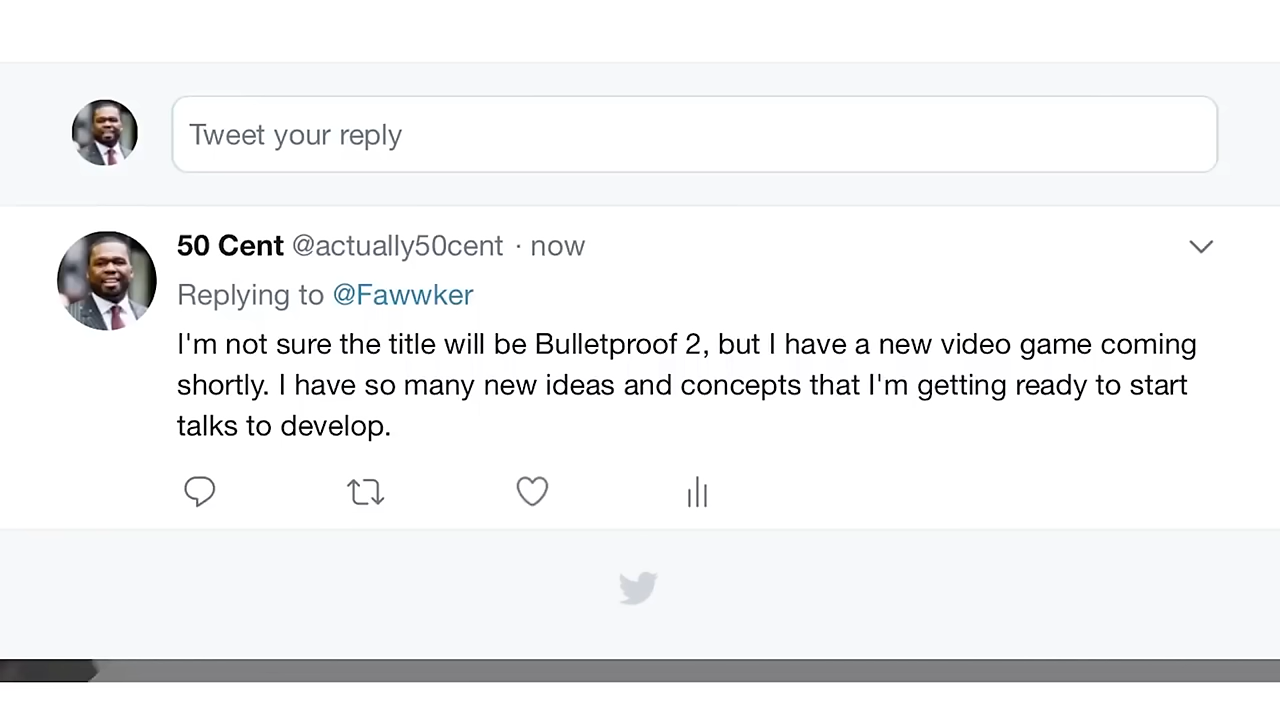 Tweet your reply
50 Cent @actually50cent · now
Replying to @Fawwker
I'm not sure the title will be Bulletproof 2, but I have a new video game coming
shortly. I have so many new ideas and concepts that I'm getting ready to start
talks to develop.